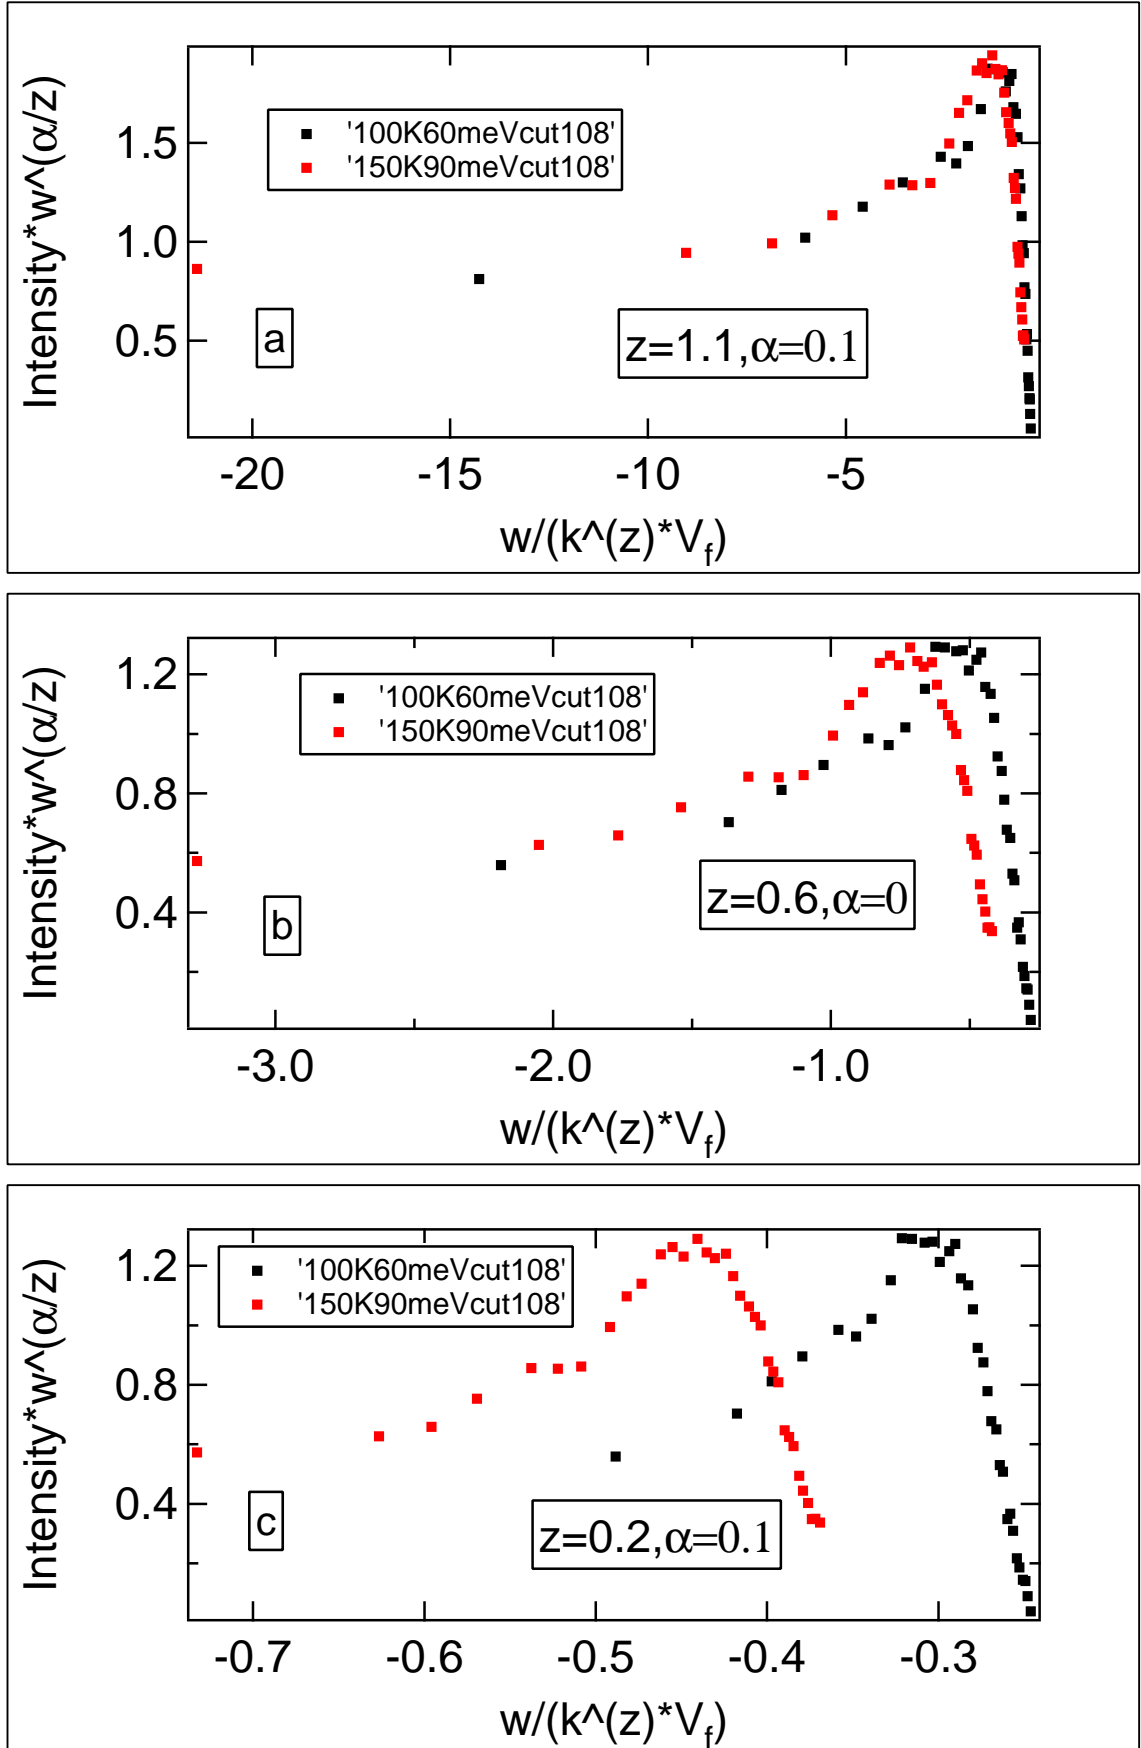 Intensity*w^(α/z)
1.5
1.0
0.5
'100K60meVcut108'
'150K90meVcut108'
a
z=1.1,α=0.1
-20 -15 -10 -5
w/(k^(z)*V_f)
Intensity*w^(α/z)
1.2
0.8
0.4
'100K60meVcut108'
'150K90meVcut108'
b
z=0.6,α=0
-3.0 -2.0 -1.0
w/(k^(z)*V_f)
Intensity*w^(α/z)
1.2
0.8
0.4
'100K60meVcut108'
'150K90meVcut108'
c
z=0.2,α=0.1
-0.7 -0.6 -0.5 -0.4 -0.3
w/(k^(z)*V_f)